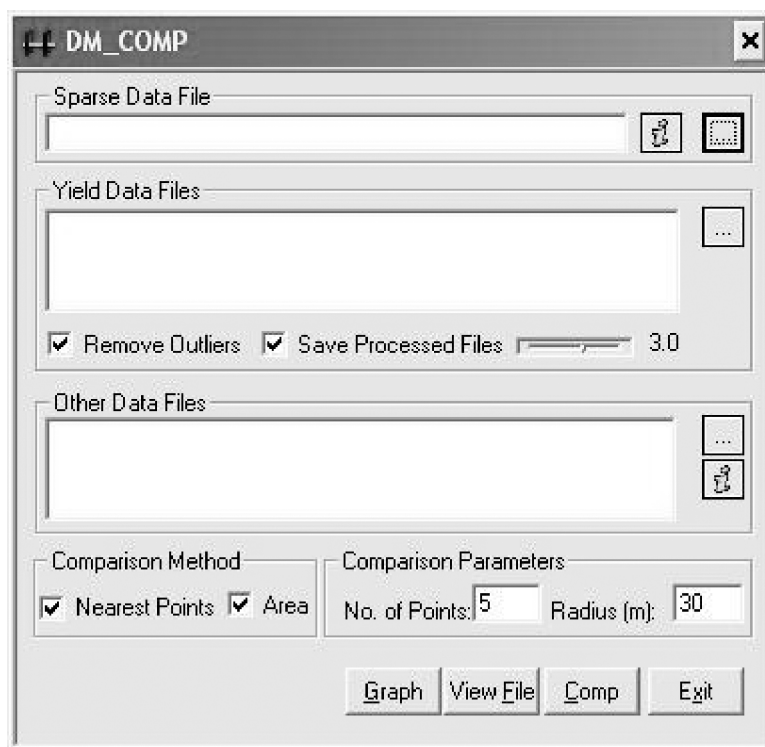 DM_COMP
Sparse Data File
i
...
Yield Data Files
...
Remove Outliers Save Processed Files 3.0
Other Data Files
...
i
Comparison Method Comparison Parameters
Nearest Points Area No. of Points: 5 Radius (m): 30
Graph View File Comp Exit